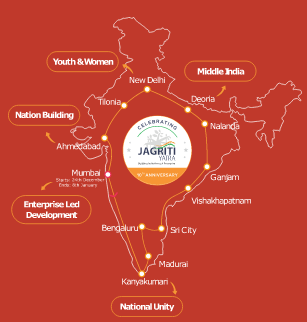 Youth & Women
New Delhi
Middle India
Tilonia
Deoria
Nation Building
CELEBRATING
Nalanda
Ahmedabad
JAGRITI
YATRA
Mumbai
Starts: 24th December
Ends: 8th January
10th ANNIVERSARY
Ganjam
Enterprise Led
Development
Vishakhapatnam
Bengaluru
Sri City
Madurai
Kanyakumari
National Unity